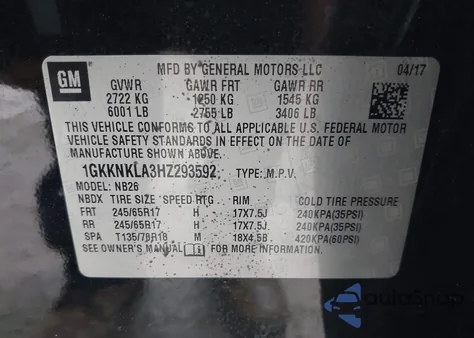 GM
MFD BY GENERAL MOTORS LLC 04/17
GVWR GAWR FRT GAWR RR
2722 KG 1250 KG 1545 KG
6001 LB 2755 LB 3406 LB
THIS VEHICLE CONFORMS TO ALL APPLICABLE U.S. FEDERAL MOTOR
VEHICLE SAFETY STANDARDS IN EFFECT ON THE DATE OF
MANUFACTURE SHOWN ABOVE.
1GKKNKLA3HZ293592 TYPE: M.P.V.
MODEL: NB26
NBDX TIRE SIZE SPEED RTG RIM COLD TIRE PRESSURE
FRT 245/65R17 H 17X7.5J 240KPA(35PSI)
RR 245/65R17 H 17X7.5J 240KPA(35PSI)
SPA T135/70R18 M 18X4.5B 420KPA(60PSI)
SEE OWNER'S MANUAL FOR MORE INFORMATION.
AutoSnap